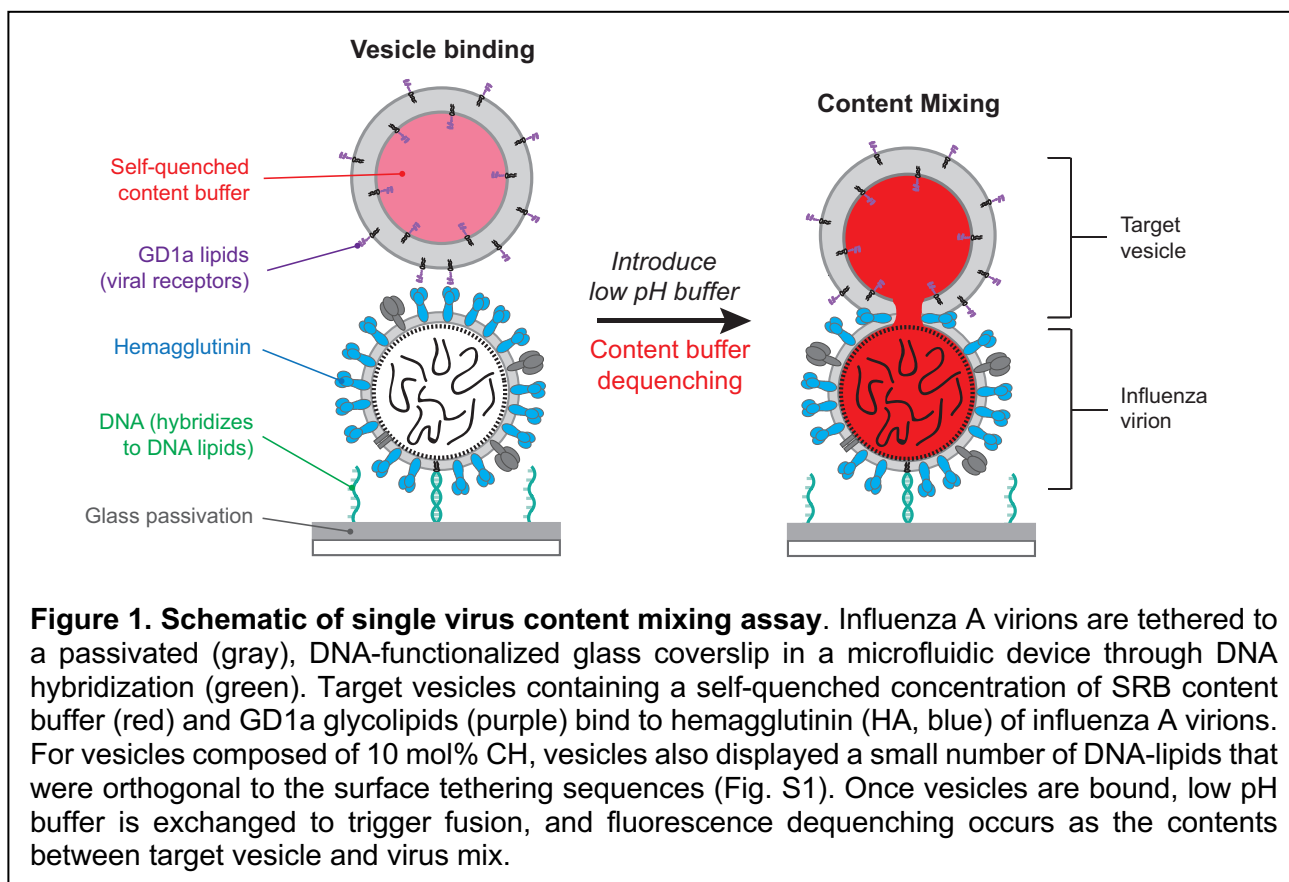 Vesicle binding
Content Mixing
Self-quenched
content buffer
GD1a lipids
(viral receptors)
Hemagglutinin
DNA (hybridizes
to DNA lipids)
Glass passivation
Introduce
low pH buffer
Content buffer
dequenching
Target
vesicle
Influenza
virion
Figure 1. Schematic of single virus content mixing assay. Influenza A virions are tethered to
a passivated (gray), DNA-functionalized glass coverslip in a microfluidic device through DNA
hybridization (green). Target vesicles containing a self-quenched concentration of SRB content
buffer (red) and GD1a glycolipids (purple) bind to hemagglutinin (HA, blue) of influenza A virions.
For vesicles composed of 10 mol% CH, vesicles also displayed a small number of DNA-lipids that
were orthogonal to the surface tethering sequences (Fig. S1). Once vesicles are bound, low pH
buffer is exchanged to trigger fusion, and fluorescence dequenching occurs as the contents
between target vesicle and virus mix.